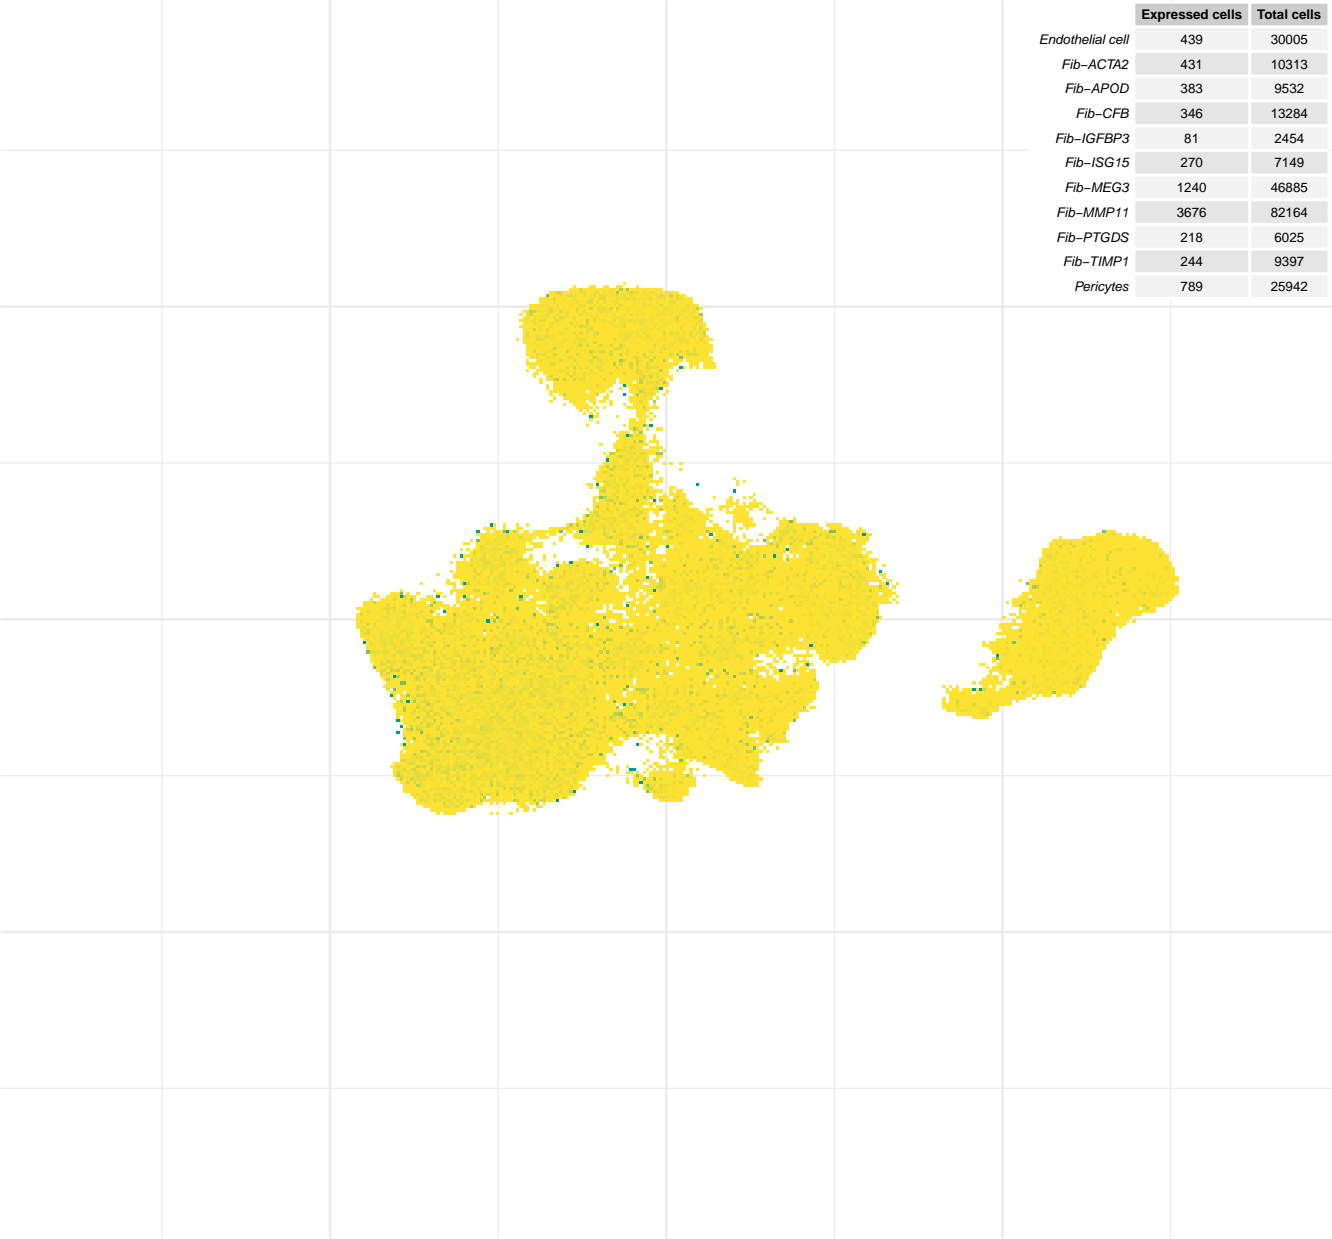 Expressed cells Total cells
Endothelial cell 439 30005
Fib−ACTA2 431 10313
Fib−APOD 383 9532
Fib−CFB 346 13284
Fib−IGFBP3 81 2454
Fib−ISG15 270 7149
Fib−MEG3 1240 46885
Fib−MMP11 3676 82164
Fib−PTGDS 218 6025
Fib−TIMP1 244 9397
Pericytes 789 25942